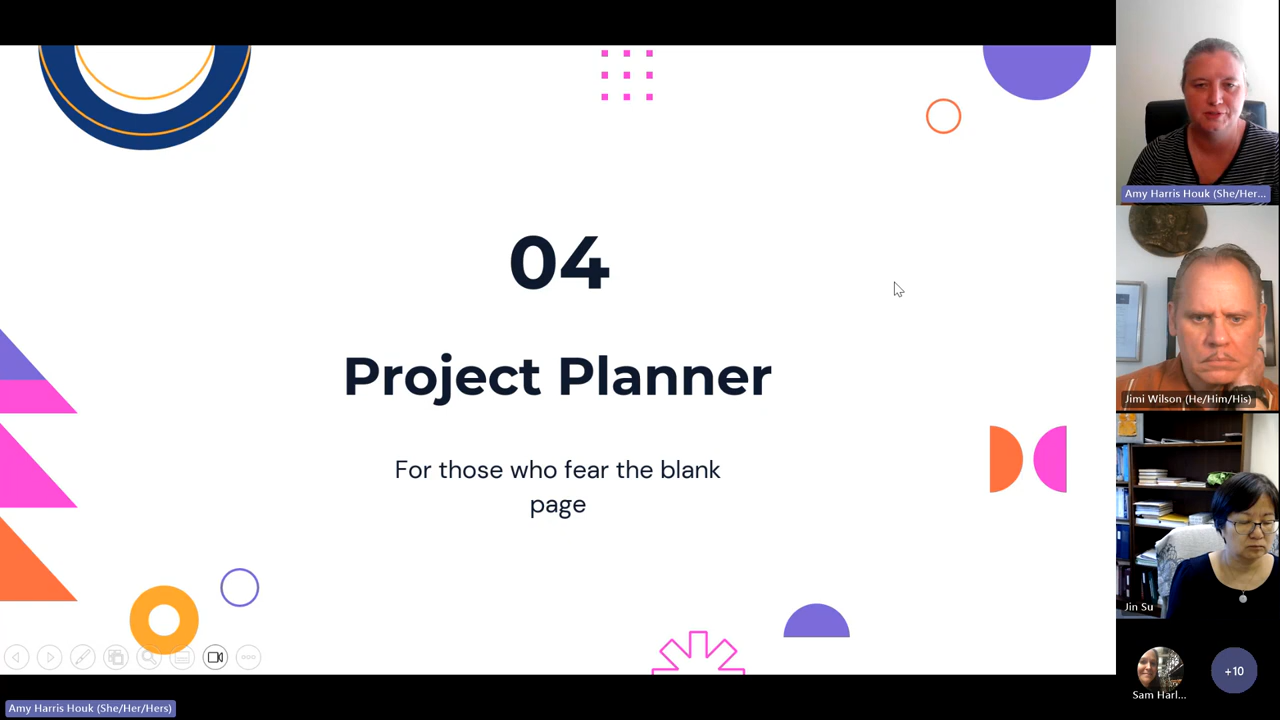 04
Project Planner
For those who fear the blank
page
Amy Harris Houk (She/Her...
Jimi Wilson (He/Him/His)
Jin Su
Sam Harl...
+10
Amy Harris Houk (She/Her/Hers)